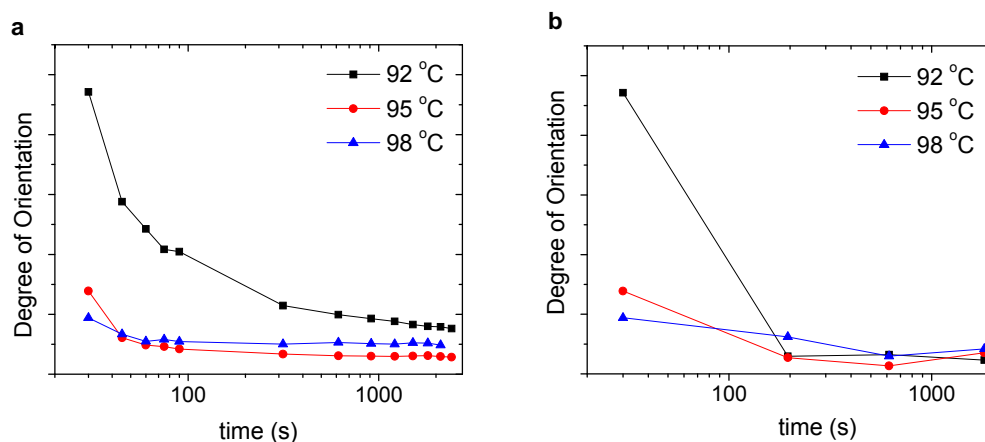 a
92 °C
95 °C
98 °C
Degree of Orientation
100
1000
time (s)
b
92 °C
95 °C
98 °C
Degree of Orientation
100
1000
time (s)